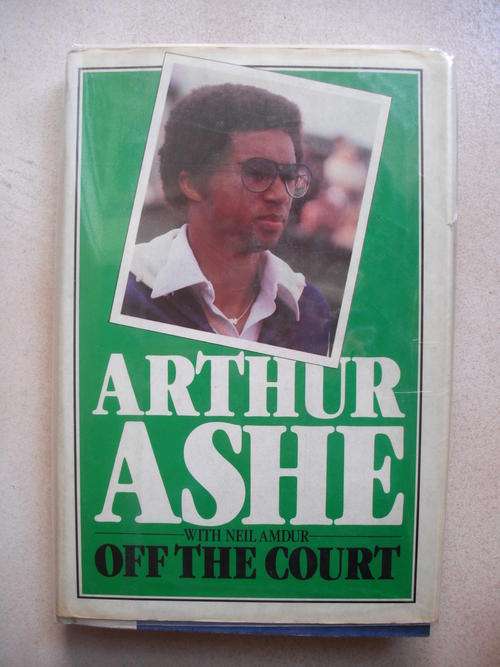 ARTHUR
ASHE
WITH NEIL AMDUR
OFF THE COURT